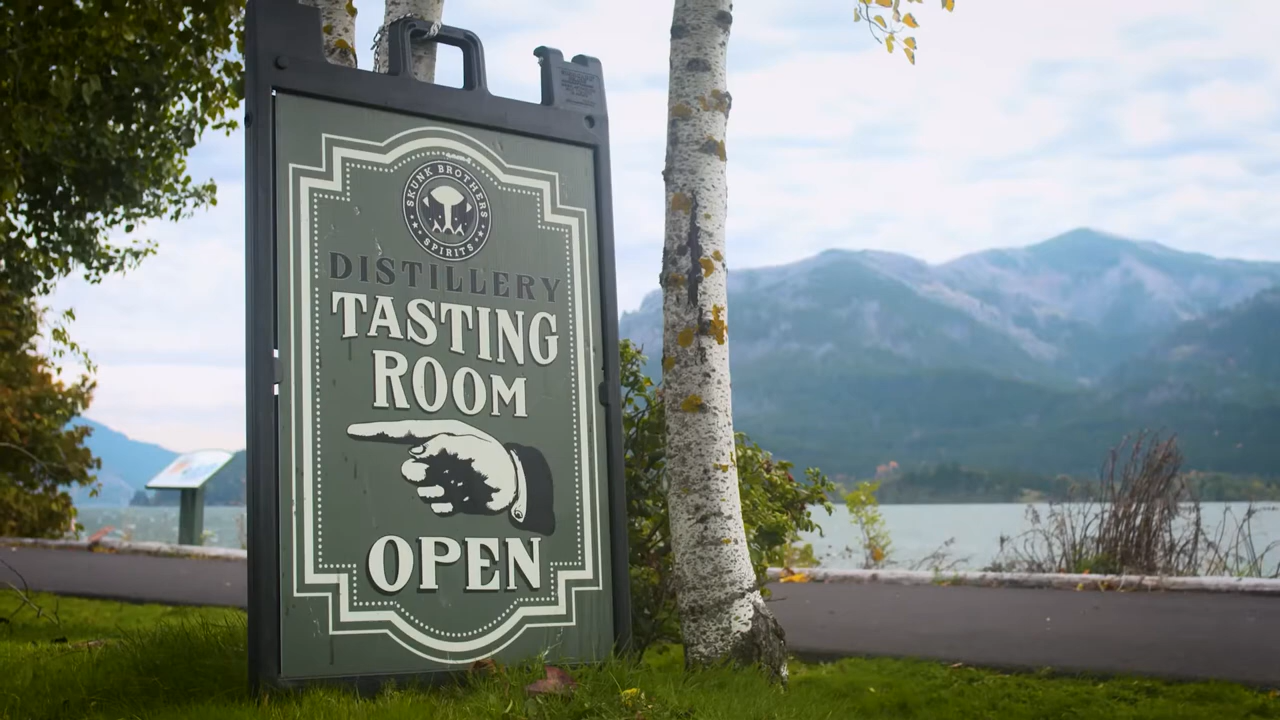 SKUNK BROTHERS
SPIRITS
DISTILLERY
TASTING
ROOM
OPEN